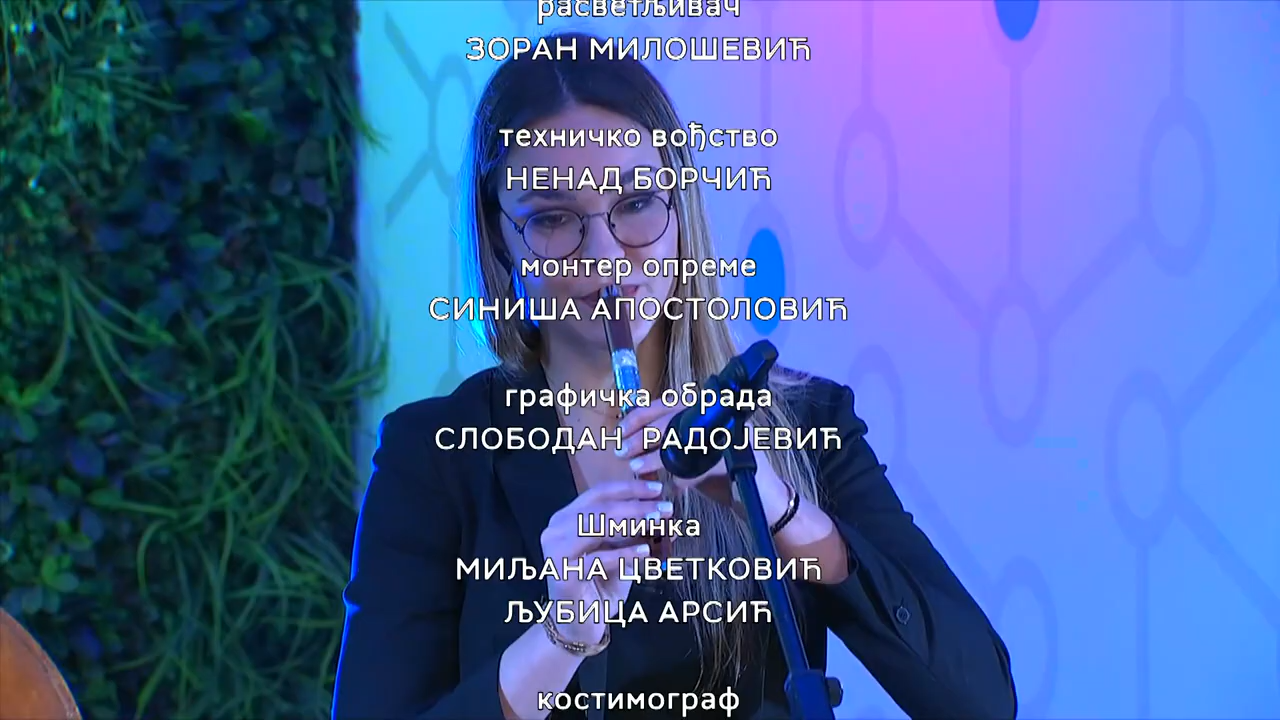 расветљивач
ЗОРАН МИЛОШЕВИЋ
техничко вођство
НЕНАД БОРЧИЋ
монтер опреме
СИНИША АПОСТОЛОВИЋ
графичка обрада
СЛОБОДАН РАДОЈЕВИЋ
Шминка
МИЉАНА ЦВЕТКОВИЋ
ЉУБИЦА АРСИЋ
костимограф